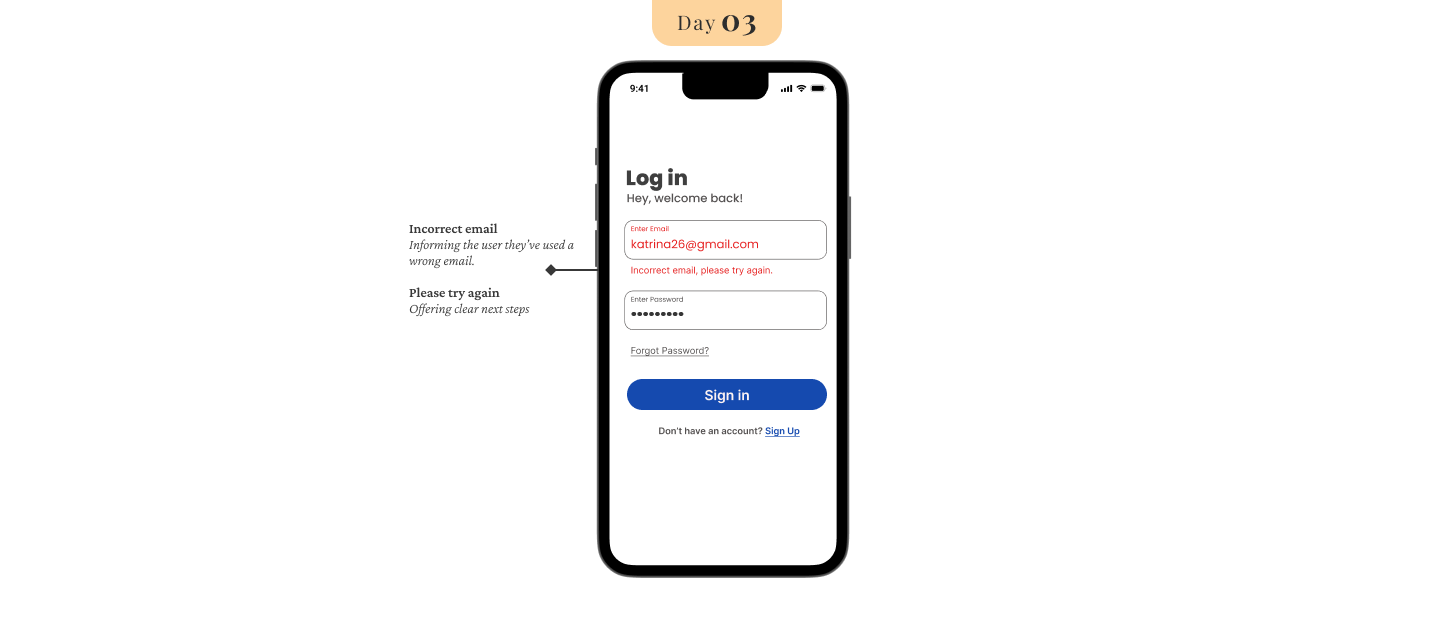 Day 03
9:41
Log in
Hey, welcome back!
Incorrect email
Informing the user they've used a
wrong email.
Please try again
Offering clear next steps
Enter Email
katrina26@gmail.com
Incorrect email, please try again.
Enter Password
•••••••••
Forgot Password?
Sign in
Don't have an account? Sign Up